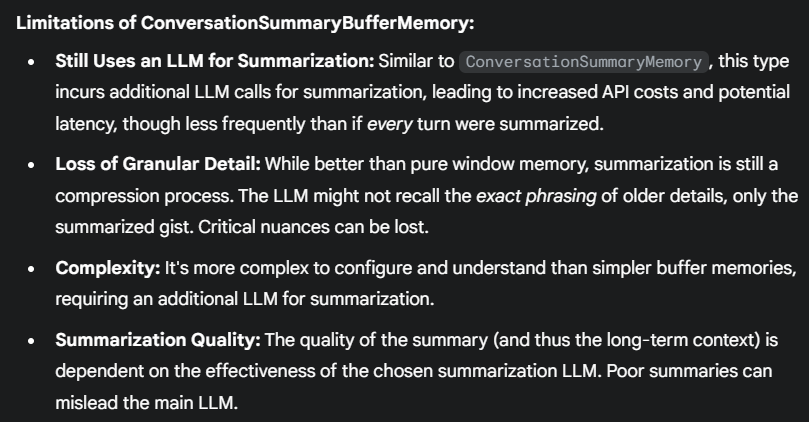 Limitations of ConversationSummaryBufferMemory:
• Still Uses an LLM for Summarization: Similar to ConversationSummaryMemory, this type
incurs additional LLM calls for summarization, leading to increased API costs and potential
latency, though less frequently than if every turn were summarized.
• Loss of Granular Detail: While better than pure window memory, summarization is still a
compression process. The LLM might not recall the exact phrasing of older details, only the
summarized gist. Critical nuances can be lost.
• Complexity: It's more complex to configure and understand than simpler buffer memories,
requiring an additional LLM for summarization.
• Summarization Quality: The quality of the summary (and thus the long-term context) is
dependent on the effectiveness of the chosen summarization LLM. Poor summaries can
mislead the main LLM.